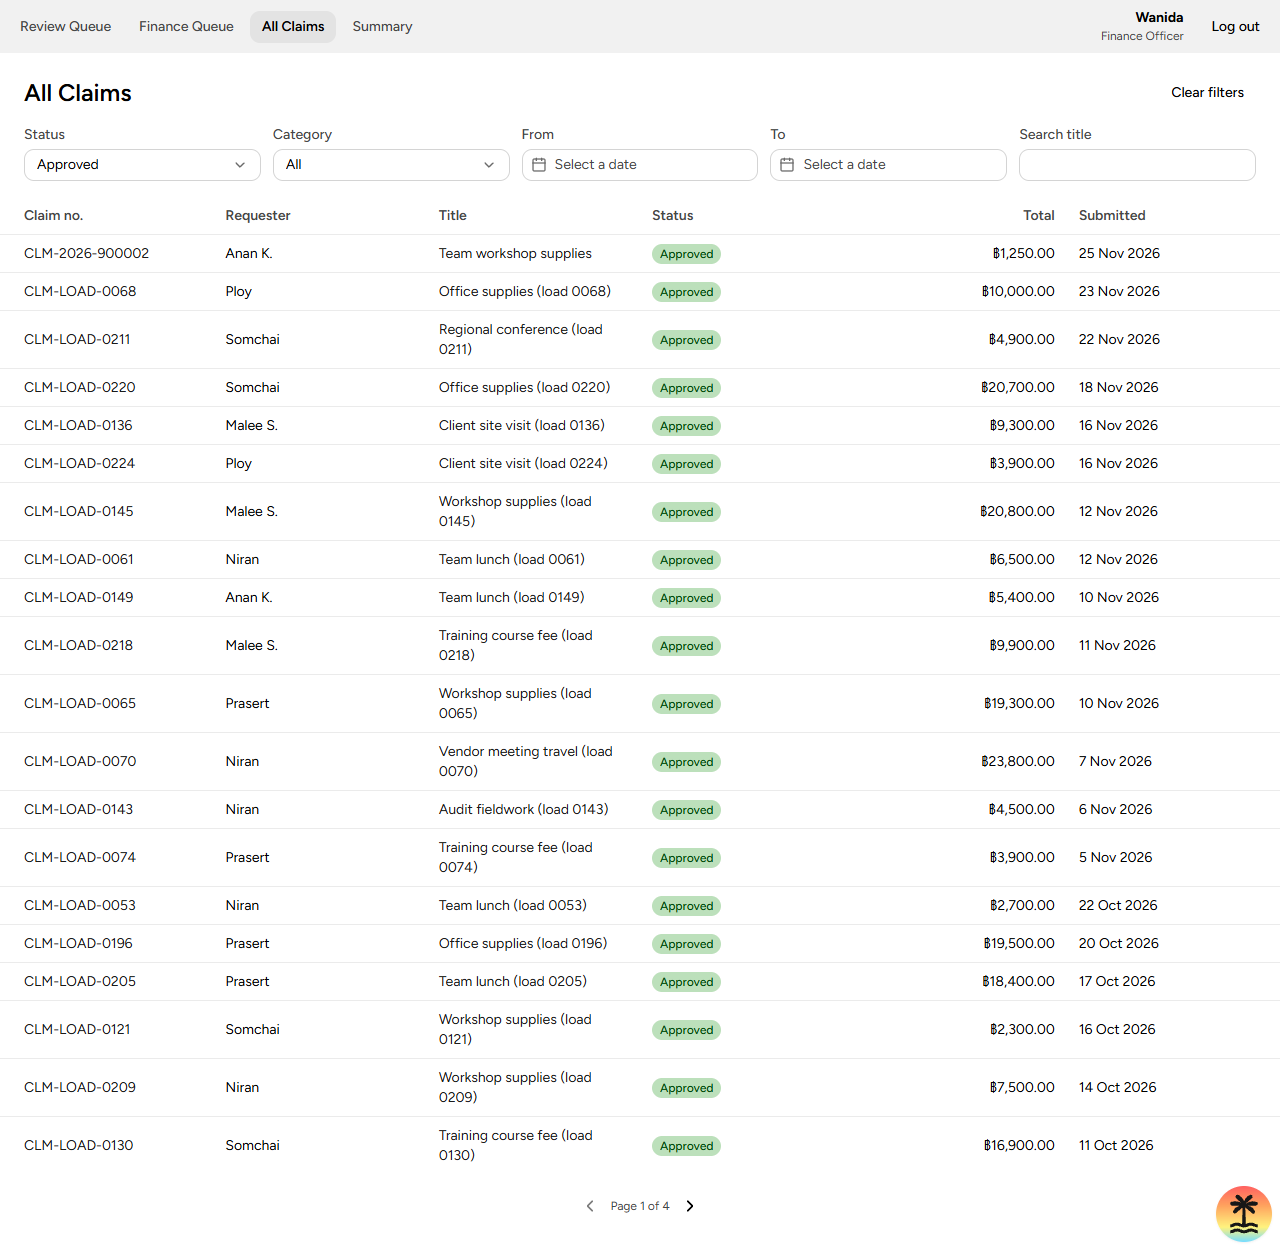 Review Queue Finance Queue All Claims Summary Wanida Log out
Finance Officer
All Claims Clear filters
Status Category From To Search title
Approved All Select a date Select a date
Claim no. Requester Title Status Total Submitted
CLM-2026-900002 Anan K. Team workshop supplies Approved ฿1,250.00 25 Nov 2026
CLM-LOAD-0068 Ploy Office supplies (load 0068) Approved ฿10,000.00 23 Nov 2026
CLM-LOAD-0211 Somchai Regional conference (load
0211) Approved ฿4,900.00 22 Nov 2026
CLM-LOAD-0220 Somchai Office supplies (load 0220) Approved ฿20,700.00 18 Nov 2026
CLM-LOAD-0136 Malee S. Client site visit (load 0136) Approved ฿9,300.00 16 Nov 2026
CLM-LOAD-0224 Ploy Client site visit (load 0224) Approved ฿3,900.00 16 Nov 2026
CLM-LOAD-0145 Malee S. Workshop supplies (load
0145) Approved ฿20,800.00 12 Nov 2026
CLM-LOAD-0061 Niran Team lunch (load 0061) Approved ฿6,500.00 12 Nov 2026
CLM-LOAD-0149 Anan K. Team lunch (load 0149) Approved ฿5,400.00 10 Nov 2026
CLM-LOAD-0218 Malee S. Training course fee (load
0218) Approved ฿9,900.00 11 Nov 2026
CLM-LOAD-0065 Prasert Workshop supplies (load
0065) Approved ฿19,300.00 10 Nov 2026
CLM-LOAD-0070 Niran Vendor meeting travel (load
0070) Approved ฿23,800.00 7 Nov 2026
CLM-LOAD-0143 Niran Audit fieldwork (load 0143) Approved ฿4,500.00 6 Nov 2026
CLM-LOAD-0074 Prasert Training course fee (load
0074) Approved ฿3,900.00 5 Nov 2026
CLM-LOAD-0053 Niran Team lunch (load 0053) Approved ฿2,700.00 22 Oct 2026
CLM-LOAD-0196 Prasert Office supplies (load 0196) Approved ฿19,500.00 20 Oct 2026
CLM-LOAD-0205 Prasert Team lunch (load 0205) Approved ฿18,400.00 17 Oct 2026
CLM-LOAD-0121 Somchai Workshop supplies (load
0121) Approved ฿2,300.00 16 Oct 2026
CLM-LOAD-0209 Niran Workshop supplies (load
0209) Approved ฿7,500.00 14 Oct 2026
CLM-LOAD-0130 Somchai Training course fee (load
0130) Approved ฿16,900.00 11 Oct 2026
Page 1 of 4